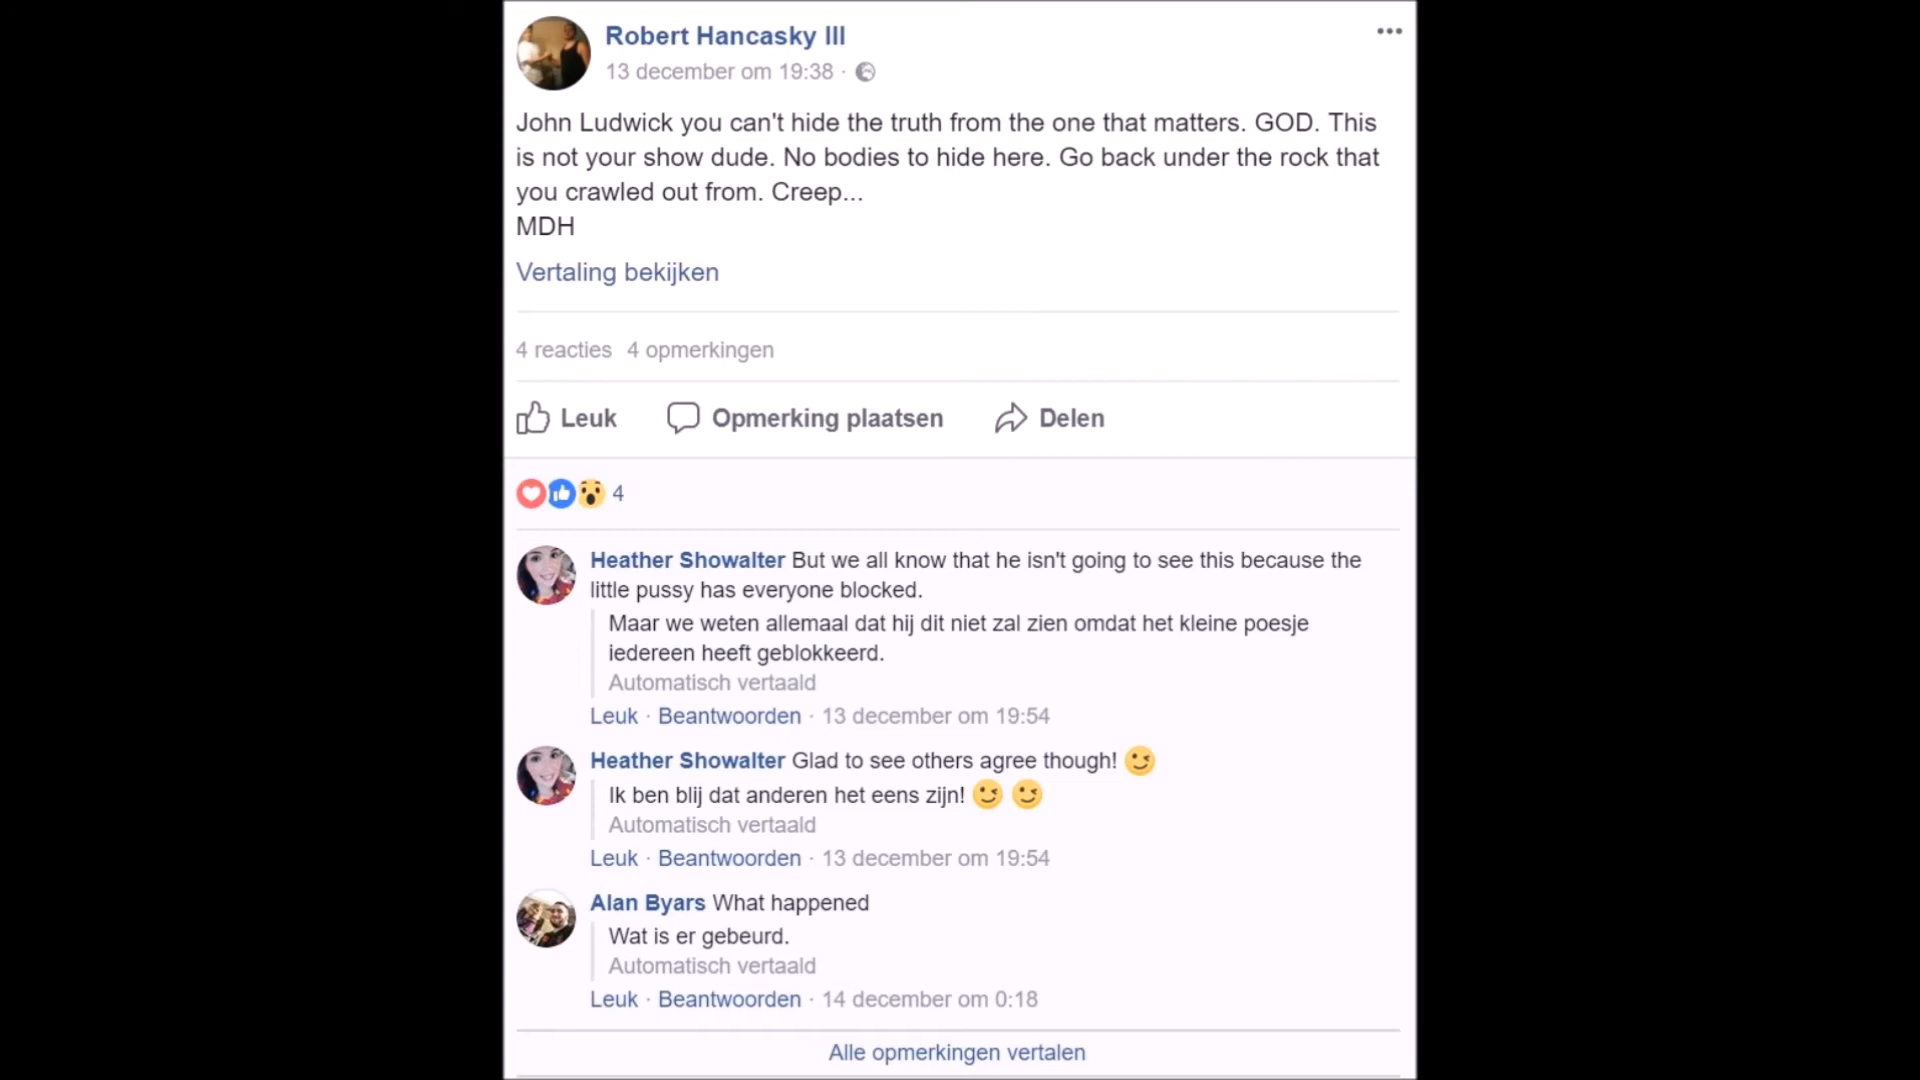 Robert Hancasky III
13 december om 19:38 ·
John Ludwick you can't hide the truth from the one that matters. GOD. This
is not your show dude. No bodies to hide here. Go back under the rock that
you crawled out from. Creep...
MDH
Vertaling bekijken
4 reacties 4 opmerkingen
Leuk Opmerking plaatsen Delen
4
Heather Showalter But we all know that he isn't going to see this because the
little pussy has everyone blocked.
Maar we weten allemaal dat hij dit niet zal zien omdat het kleine poesje
iedereen heeft geblokkeerd.
Automatisch vertaald
Leuk · Beantwoorden · 13 december om 19:54
Heather Showalter Glad to see others agree though! 😉
Ik ben blij dat anderen het eens zijn! 😉 😉
Automatisch vertaald
Leuk · Beantwoorden · 13 december om 19:54
Alan Byars What happened
Wat is er gebeurd.
Automatisch vertaald
Leuk · Beantwoorden · 14 december om 0:18
Alle opmerkingen vertalen